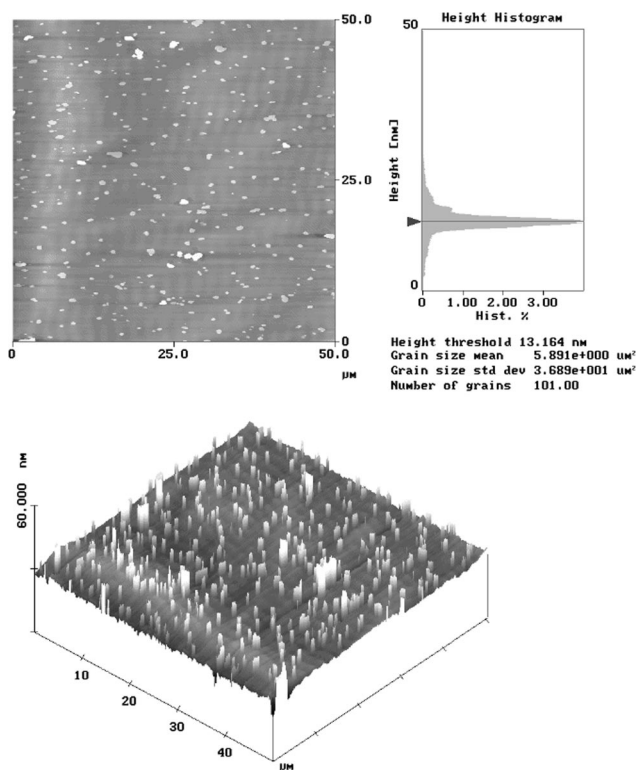 50.0
25.0
0
0
25.0
50.0
μM
Height Histogram
50
Height [nM]
0
0
1.00
2.00
3.00
Hist. %
Height threshold 13.164 nM
Grain size mean 5.891e+000 uM²
Grain size std dev 3.689e+001 uM²
Number of grains 101.00
60.000 nM
10
20
30
40
μM